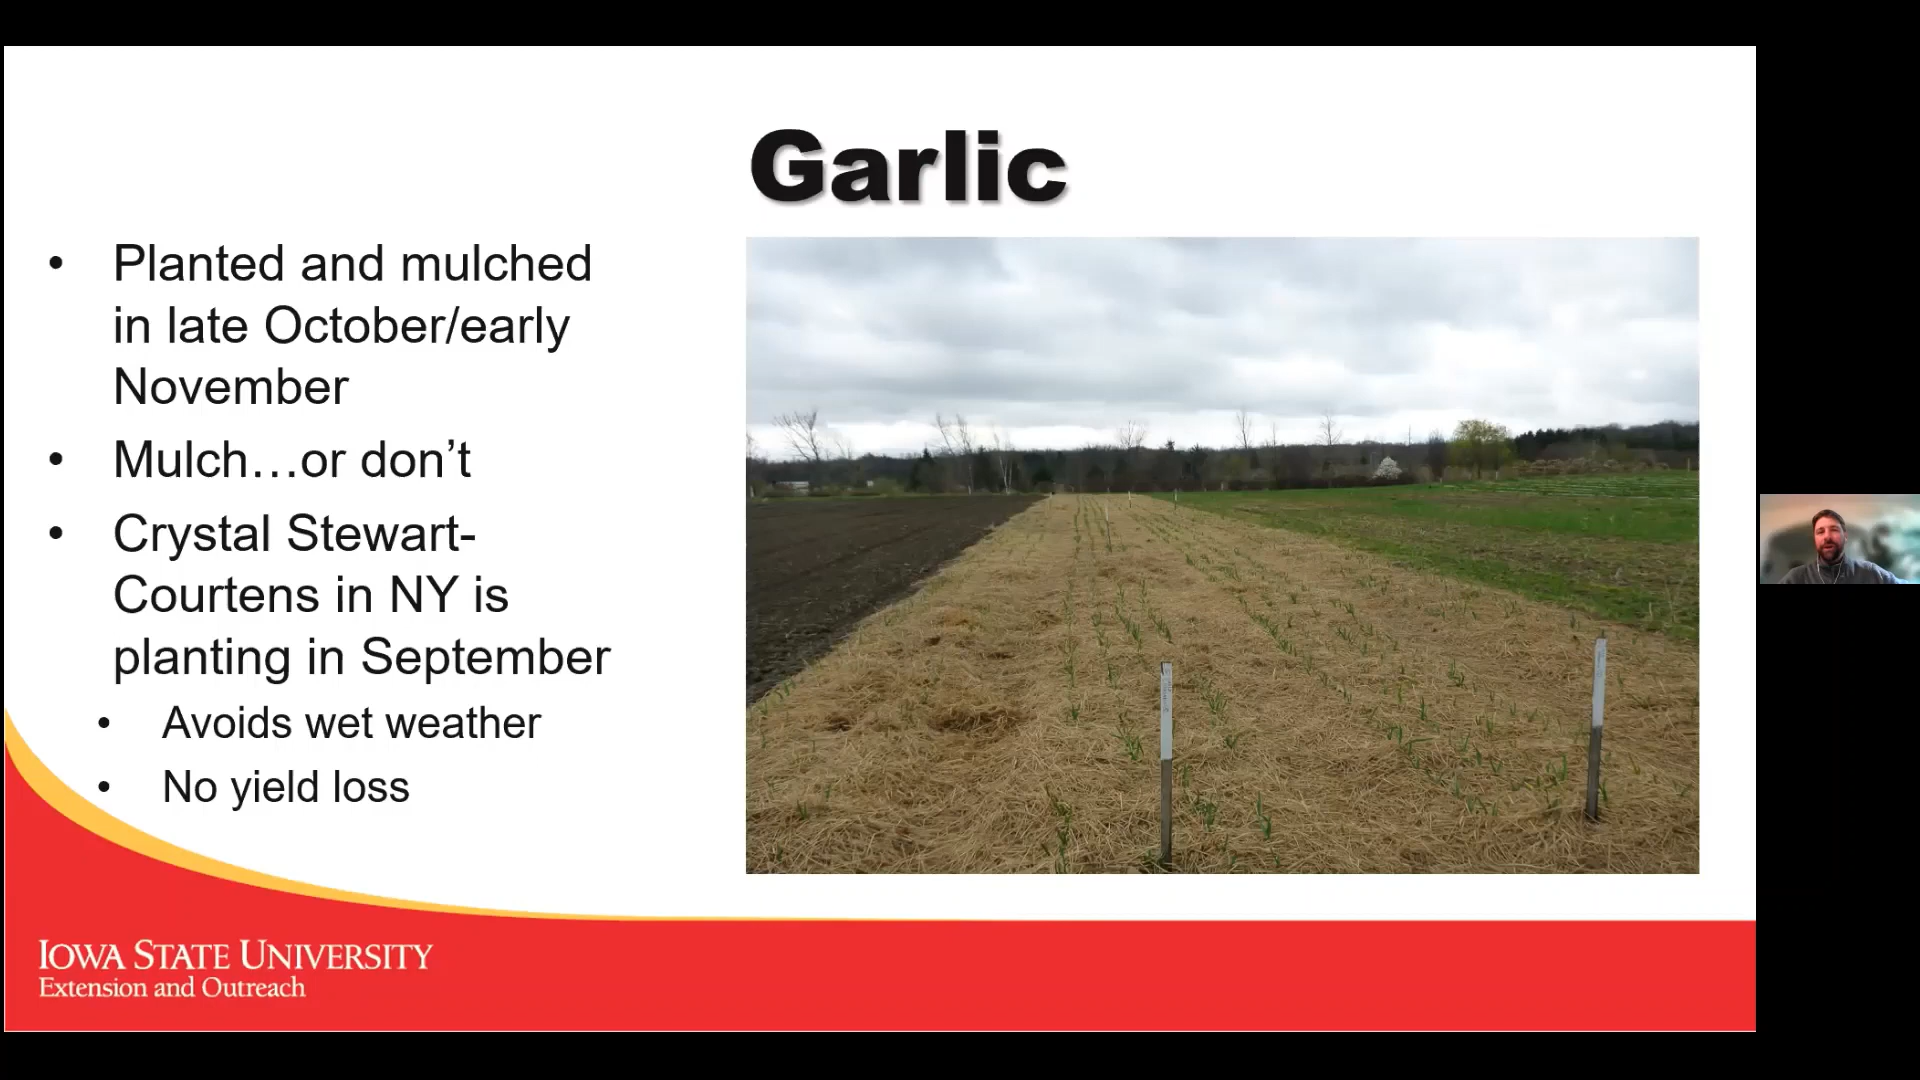 Garlic
• Planted and mulched
in late October/early
November
• Mulch…or don’t
• Crystal Stewart-
Courtens in NY is
planting in September
• Avoids wet weather
• No yield loss
IOWA STATE UNIVERSITY
Extension and Outreach